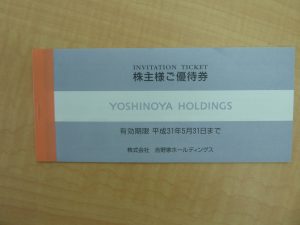 INVITATION TICKET
株主様ご優待券
YOSHINOYA HOLDINGS
有効期限 平成31年5月31日まで
株式会社 吉野家ホールディングス